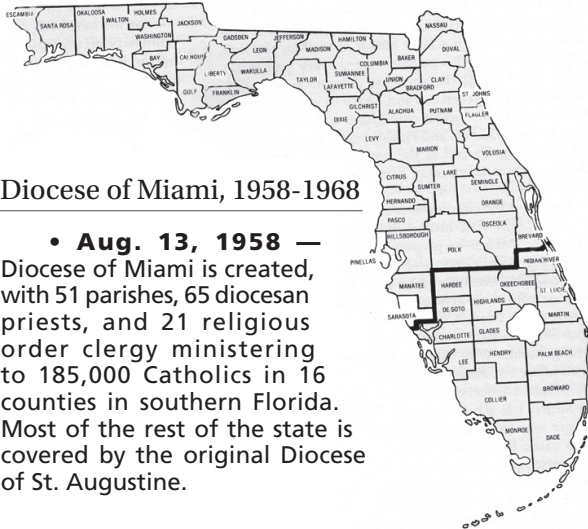 ESCAMBIA
SANTA ROSA
OKALOOSA
WALTON
HOLMES
WASHINGTON
JACKSON
BAY
CALHOUN
GULF
LIBERTY
GADSDEN
FRANKLIN
LEON
WAKULLA
JEFFERSON
MADISON
TAYLOR
HAMILTON
SUWANNEE
LAFAYETTE
COLUMBIA
DIXIE
GILCHRIST
BAKER
UNION
BRADFORD
NASSAU
DUVAL
CLAY
ST. JOHNS
ALACHUA
PUTNAM
FLAGLER
LEVY
MARION
VOLUSIA
CITRUS
SUMTER
LAKE
SEMINOLE
HERNANDO
ORANGE
PASCO
OSCEOLA
HILLSBOROUGH
BREVARD
PINELLAS
POLK
INDIAN RIVER
MANATEE
HARDEE
OKEECHOBEE
ST. LUCIE
HIGHLANDS
SARASOTA
DE SOTO
MARTIN
CHARLOTTE
GLADES
LEE
HENDRY
PALM BEACH
COLLIER
BROWARD
MONROE
DADE
Diocese of Miami, 1958-1968
• Aug. 13, 1958 —
Diocese of Miami is created,
with 51 parishes, 65 diocesan
priests, and 21 religious
order clergy ministering
to 185,000 Catholics in 16
counties in southern Florida.
Most of the rest of the state is
covered by the original Diocese
of St. Augustine.